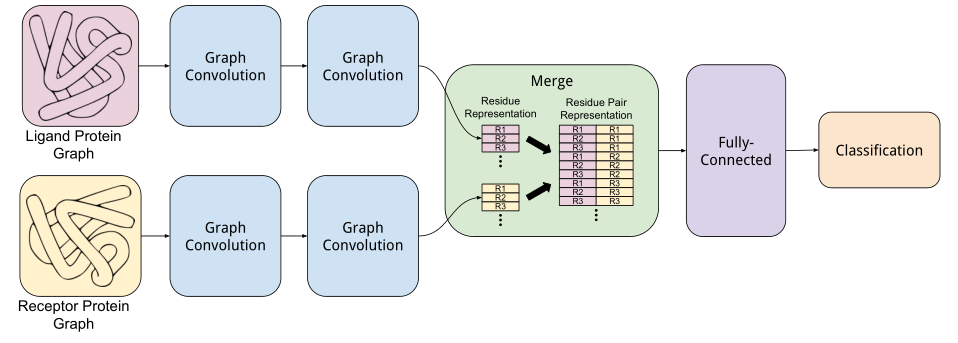 Ligand Protein
Graph
Graph
Convolution
Graph
Convolution
Receptor Protein
Graph
Graph
Convolution
Graph
Convolution
Merge
Residue
Representation
R1
R2
R3
R1
R2
R3
Residue Pair
Representation
R1 R1
R2 R1
R3 R1
R1 R2
R2 R2
R3 R2
R1 R3
R2 R3
R3 R3
Fully-
Connected
Classification